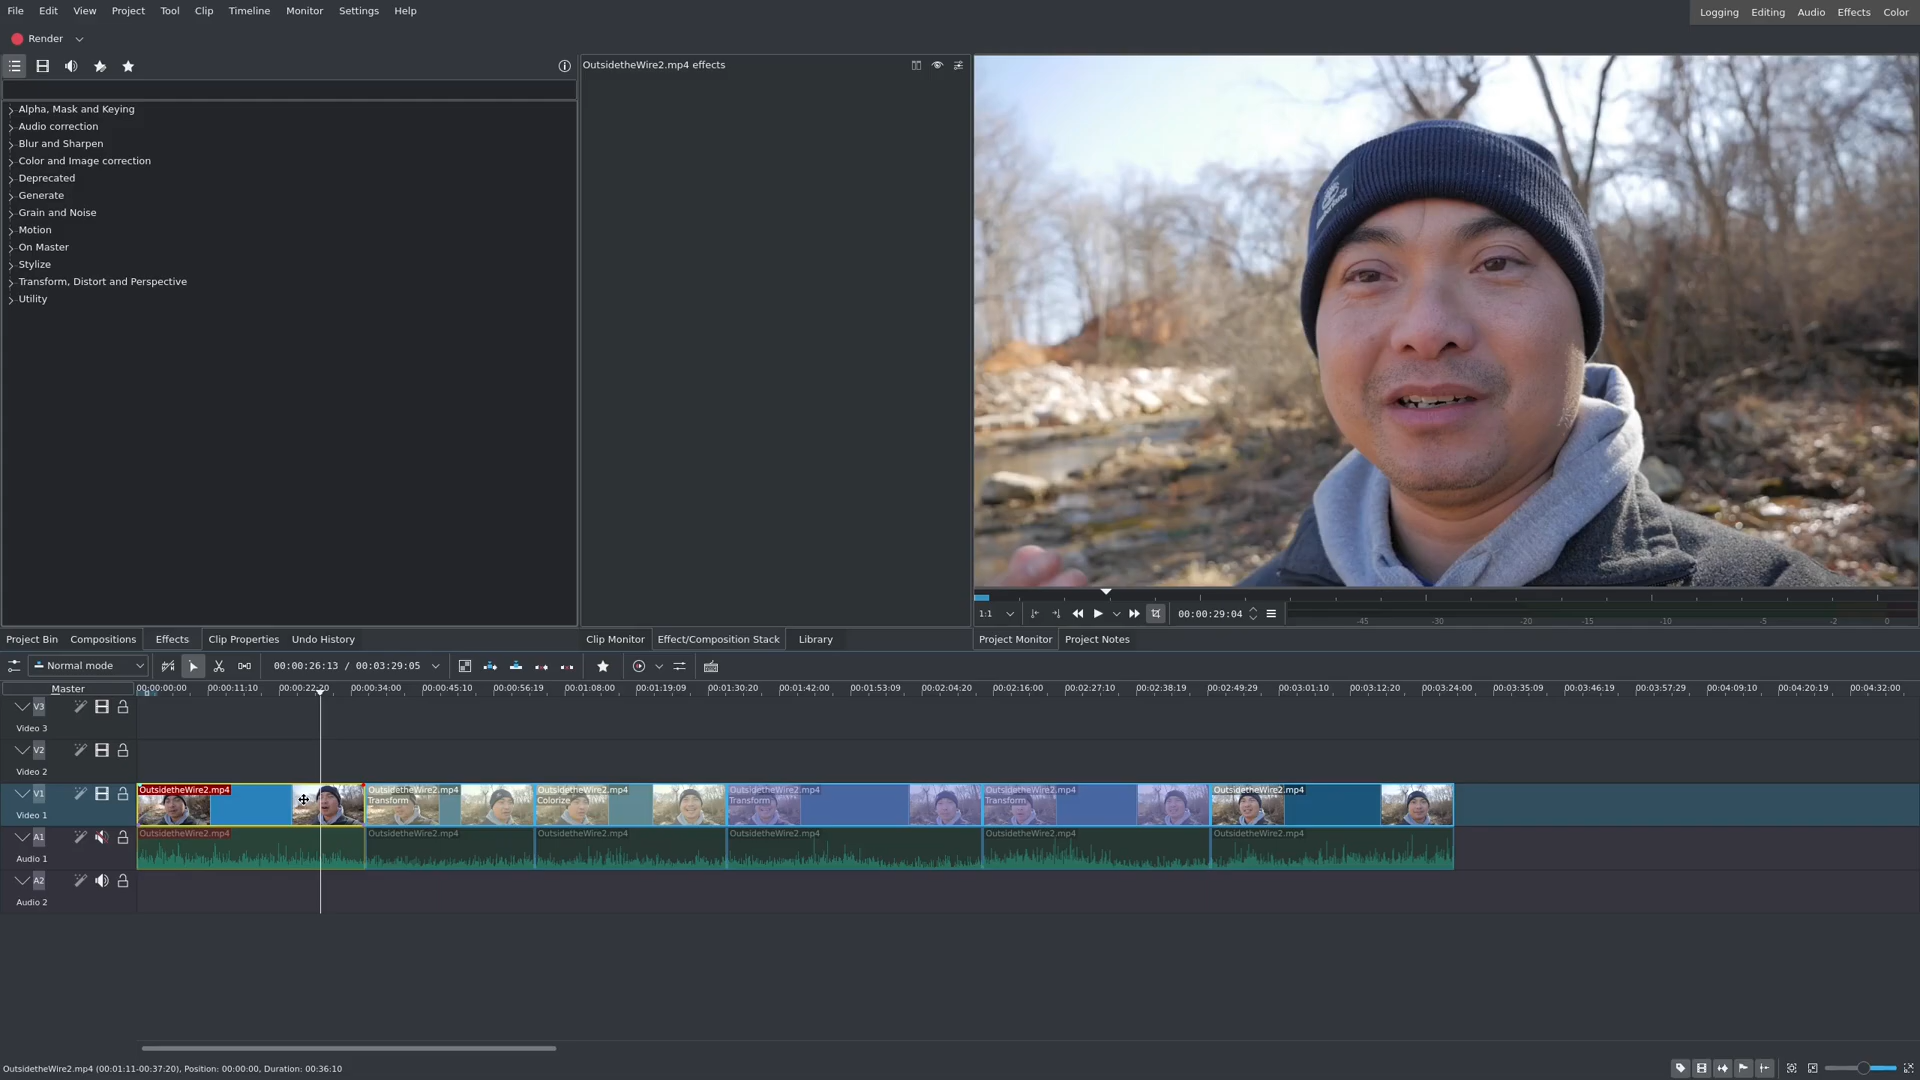 File Edit View Project Tool Clip Timeline Monitor Settings Help
Logging Editing Audio Effects Color
Render
OutsidetheWire2.mp4 effects
Alpha, Mask and Keying
Audio correction
Blur and Sharpen
Color and Image correction
Deprecated
Generate
Grain and Noise
Motion
On Master
Stylize
Transform, Distort and Perspective
Utility
1:1 00:00:29:04
-45 -30 -20 -15 -10 -5 -2 0
Project Bin Compositions Effects Clip Properties Undo History
Clip Monitor Effect/Composition Stack Library
Project Monitor Project Notes
Normal mode 00:00:26:13 / 00:03:29:05
Master 00:00:00:00 00:00:11:10 00:00:22:20 00:00:34:00 00:00:45:10 00:00:56:19 00:01:08:00 00:01:19:09 00:01:30:20 00:01:42:00 00:01:53:09 00:02:04:20 00:02:16:00 00:02:27:10 00:02:38:19 00:02:49:29 00:03:01:10 00:03:12:20 00:03:24:00 00:03:35:09 00:03:46:19 00:03:57:29 00:04:09:10 00:04:20:19 00:04:32:00
V3
Video 3
V2
Video 2
V1 OutsidetheWire2.mp4 OutsidetheWire2.mp4 OutsidetheWire2.mp4 OutsidetheWire2.mp4 OutsidetheWire2.mp4 OutsidetheWire2.mp4
Transform Colorize Transform Transform
Video 1
A1 OutsidetheWire2.mp4 OutsidetheWire2.mp4 OutsidetheWire2.mp4 OutsidetheWire2.mp4 OutsidetheWire2.mp4 OutsidetheWire2.mp4
Audio 1
A2
Audio 2
OutsidetheWire2.mp4 (00:01:11-00:37:20), Position: 00:00:00, Duration: 00:36:10